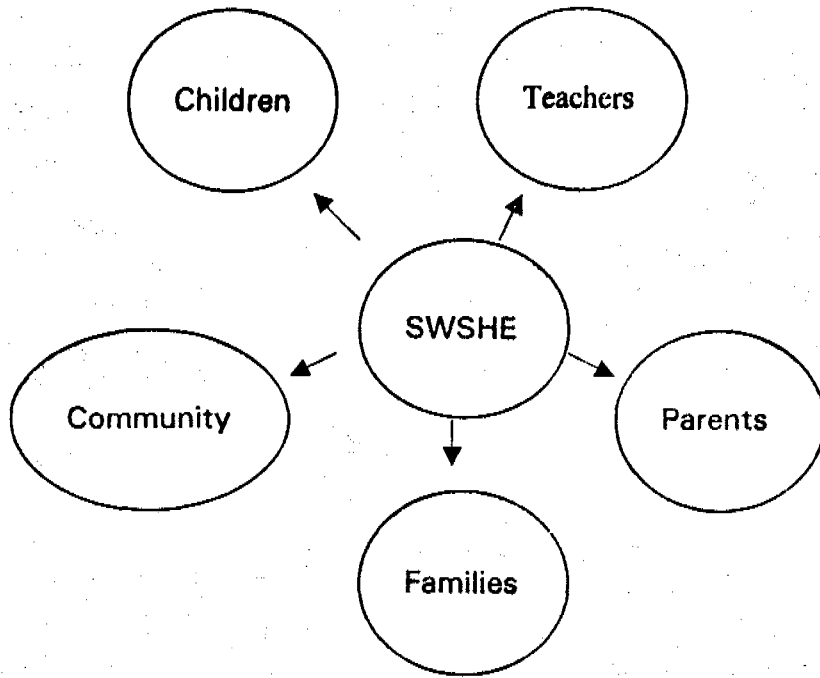 Children
Teachers
SWSHE
Community
Parents
Families